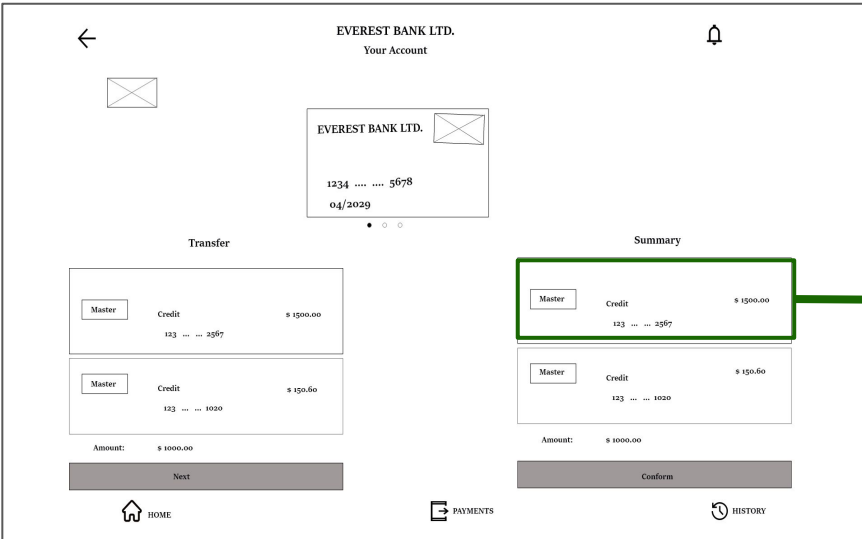 EVEREST BANK LTD.
Your Account
EVEREST BANK LTD.
1234 .... .... 5678
04/2029
Transfer
Master
Credit
$ 1500.00
123 ... ... 2567
Master
Credit
$ 150.60
123 ... ... 1020
Amount: $ 1000.00
Next
Summary
Master
Credit
$ 1500.00
123 ... ... 2567
Master
Credit
$ 150.60
123 ... ... 1020
Amount: $ 1000.00
Conform
HOME
PAYMENTS
HISTORY